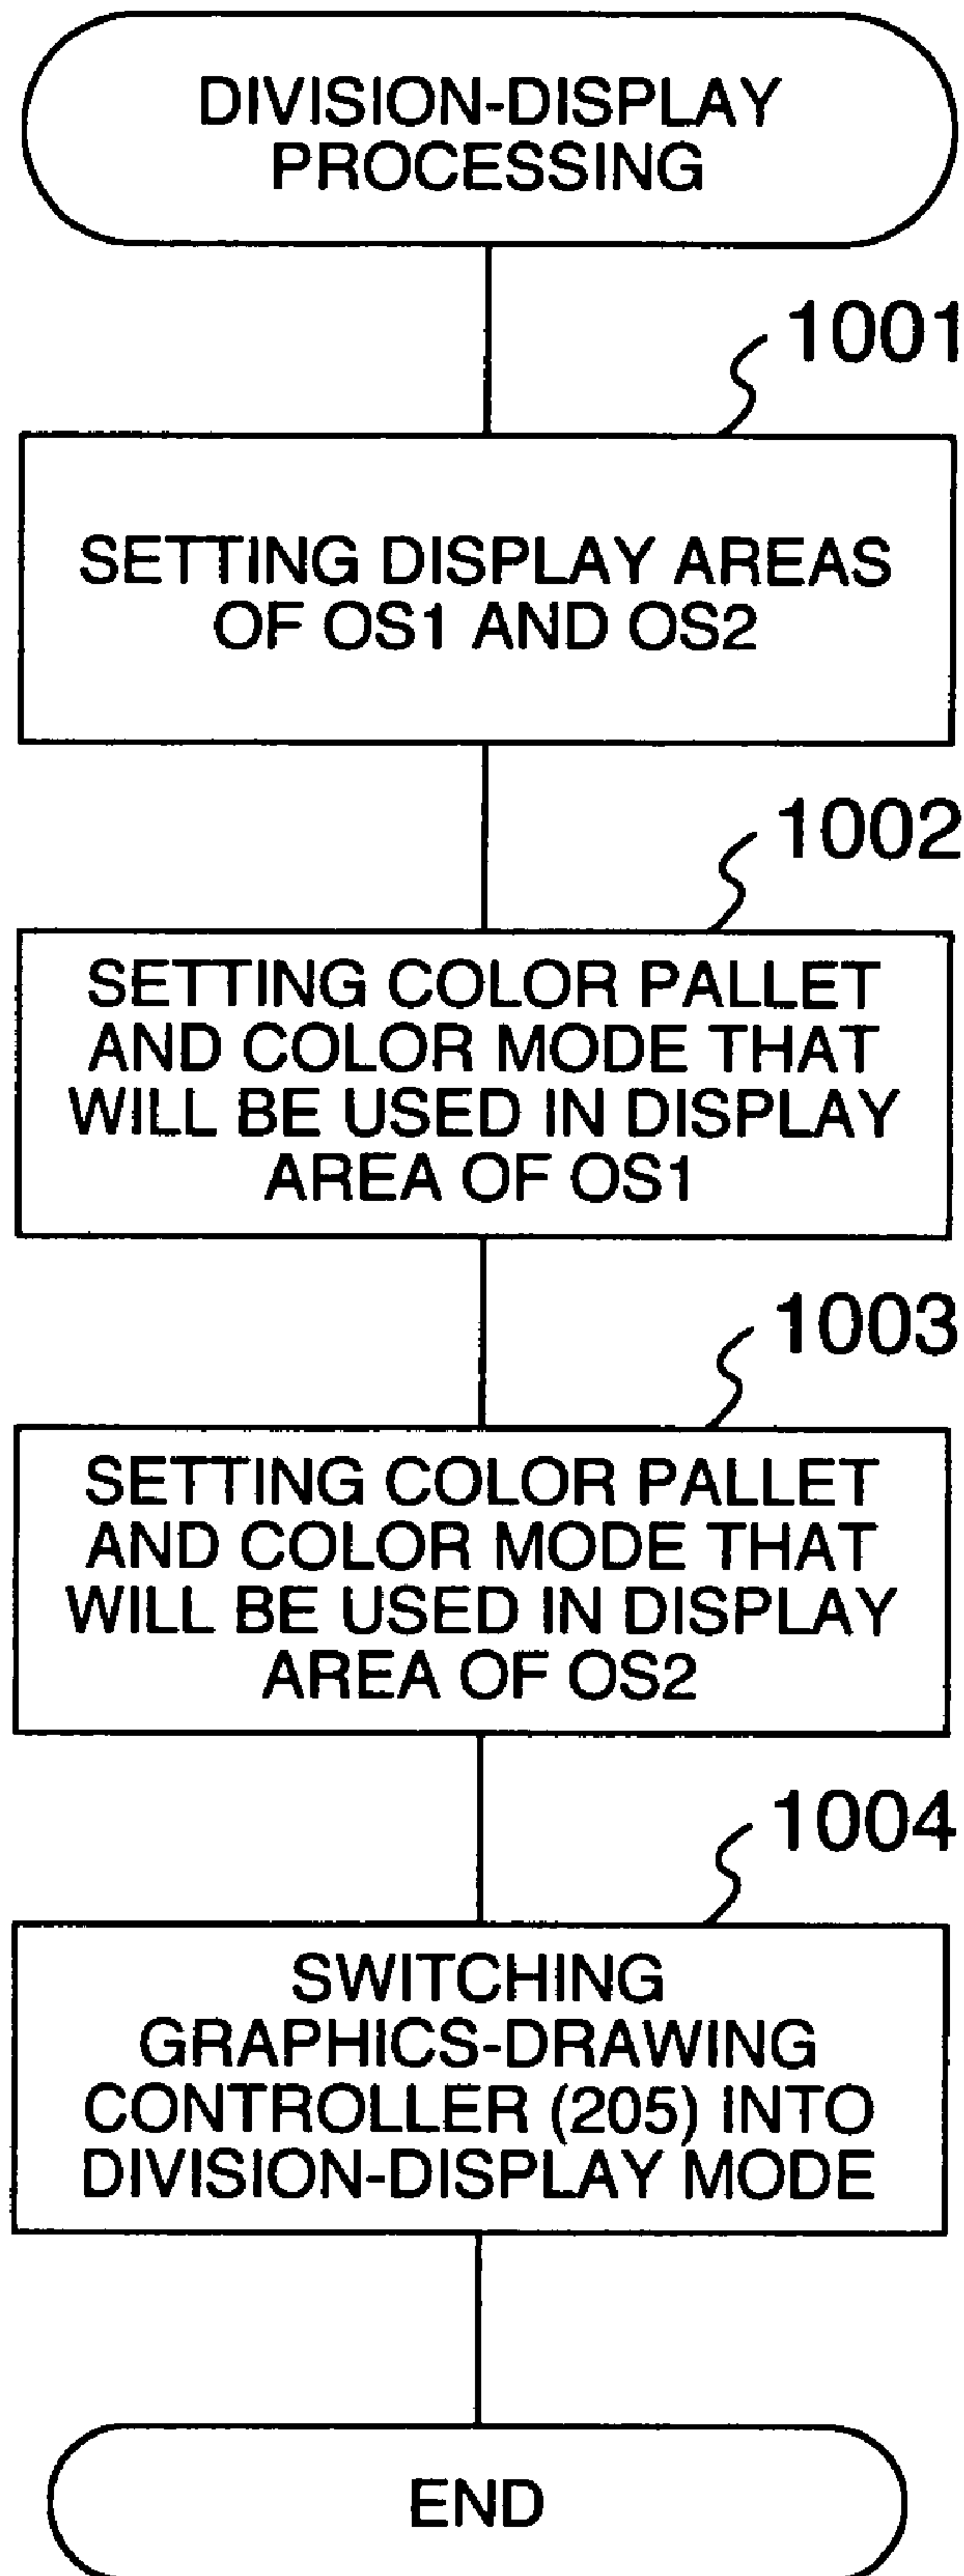 DIVISION-DISPLAY
PROCESSING
1001
SETTING DISPLAY AREAS
OF OS1 AND OS2
1002
SETTING COLOR PALLET
AND COLOR MODE THAT
WILL BE USED IN DISPLAY
AREA OF OS1
1003
SETTING COLOR PALLET
AND COLOR MODE THAT
WILL BE USED IN DISPLAY
AREA OF OS2
1004
SWITCHING
GRAPHICS-DRAWING
CONTROLLER (205) INTO
DIVISION-DISPLAY MODE
END